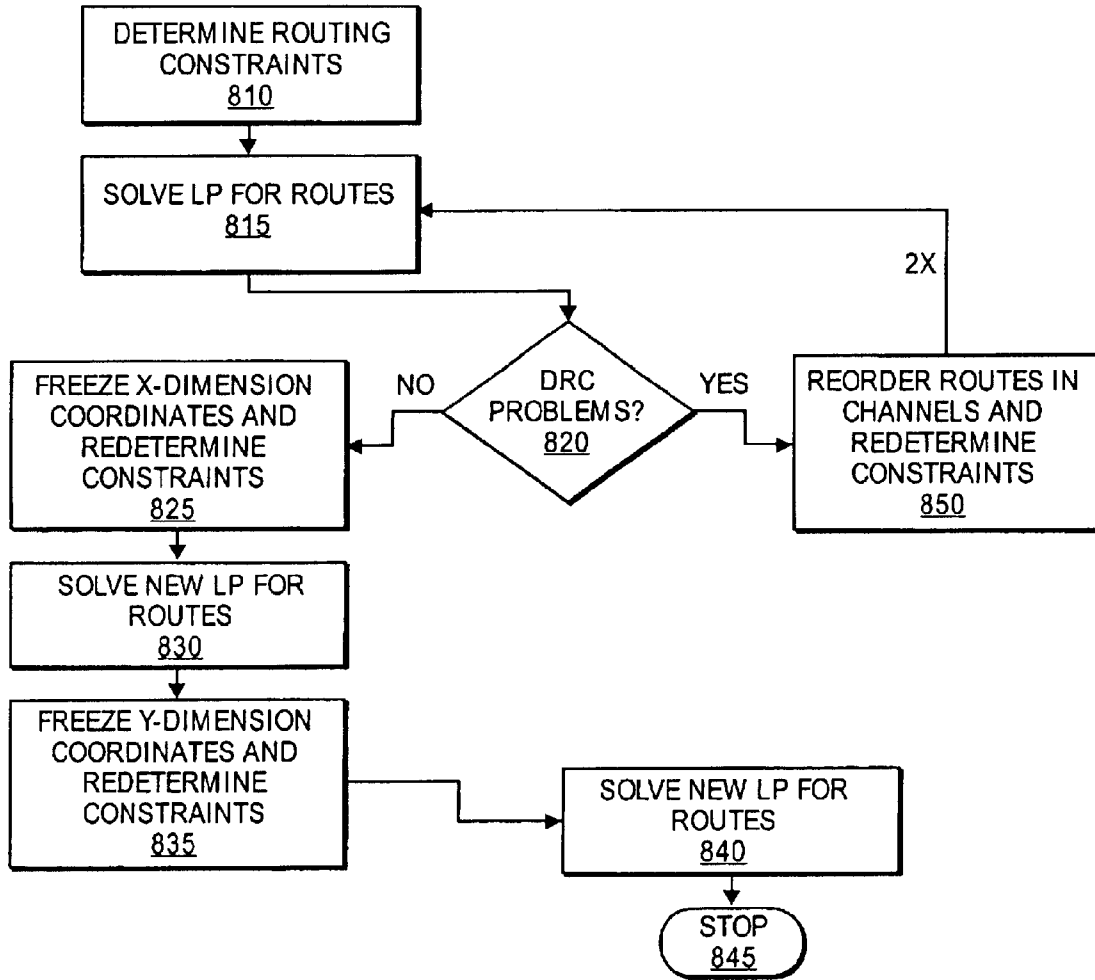 DETERMINE ROUTING
CONSTRAINTS
810
SOLVE LP FOR ROUTES
815
2X
DRC
PROBLEMS?
820
NO
YES
FREEZE X-DIMENSION
COORDINATES AND
REDETERMINE
CONSTRAINTS
825
REORDER ROUTES IN
CHANNELS AND
REDETERMINE
CONSTRAINTS
850
SOLVE NEW LP FOR
ROUTES
830
FREEZE Y-DIMENSION
COORDINATES AND
REDETERMINE
CONSTRAINTS
835
SOLVE NEW LP FOR
ROUTES
840
STOP
845